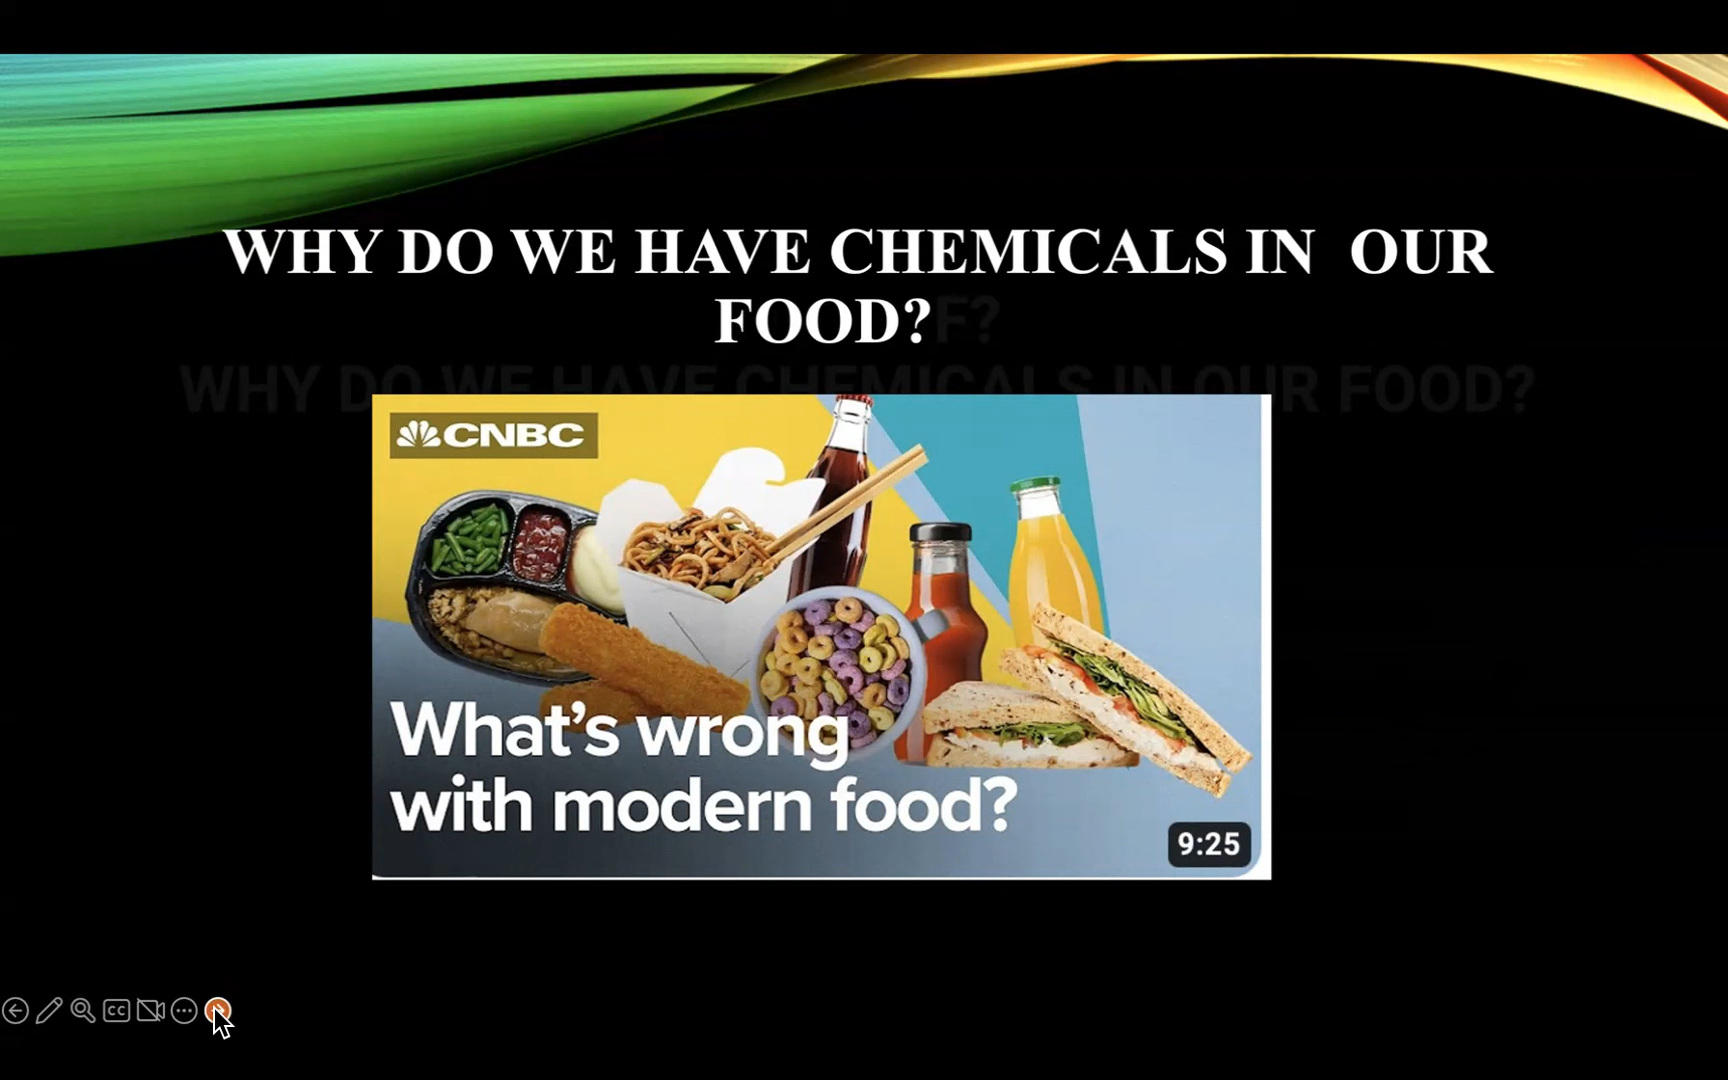 WHY DO WE HAVE CHEMICALS IN OUR
FOOD?
F?
WHY DO WE HAVE CHEMICALS IN OUR FOOD?
CNBC
What's wrong
with modern food?
9:25
CC